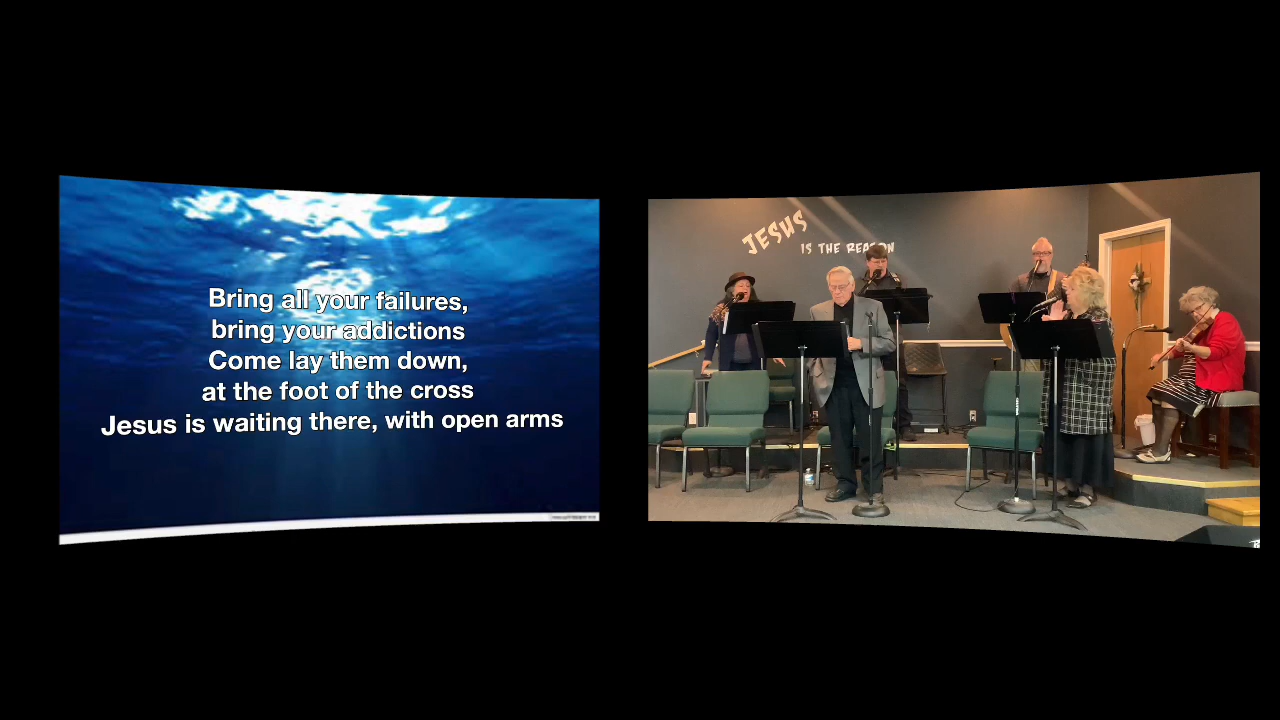 Bring all your failures,
bring your addictions
Come lay them down,
at the foot of the cross
Jesus is waiting there, with open arms
JESUS
IS THE REASON